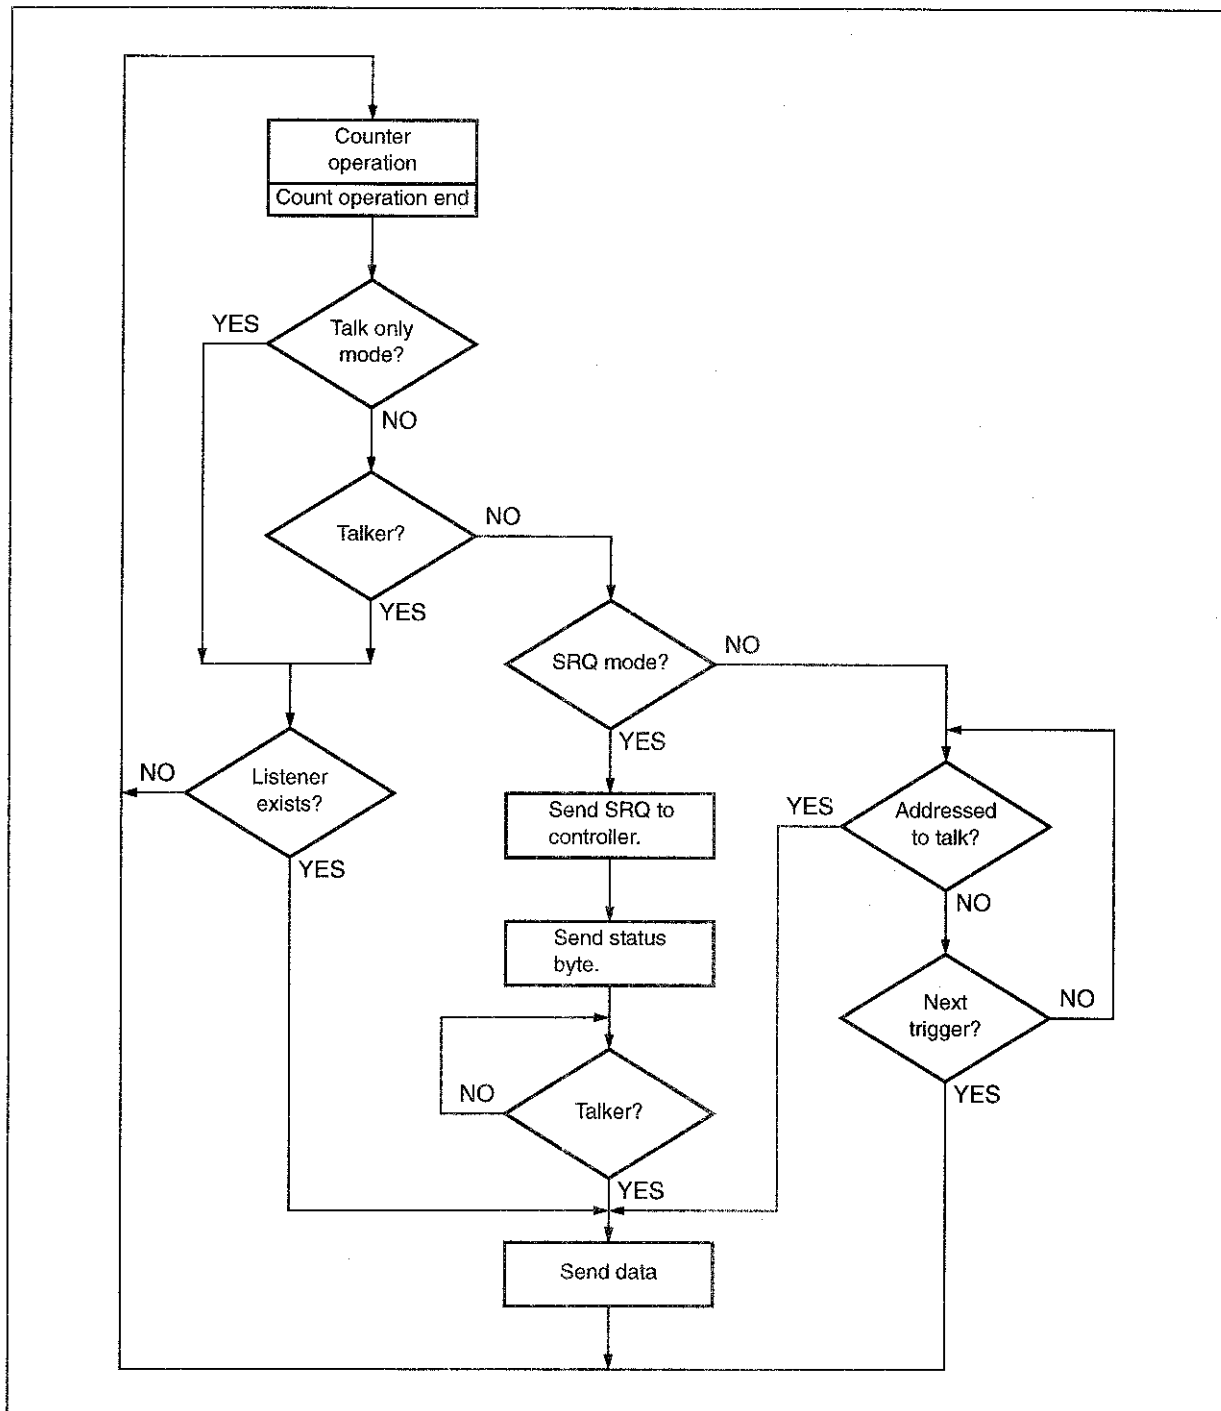 Counter
operation
Count operation end
YES
Talk only
mode?
NO
Talker?
NO
YES
SRQ mode?
NO
YES
NO
Listener
exists?
YES
Send SRQ to
controller.
YES
Addressed
to talk?
NO
Send status
byte.
Next
trigger?
NO
YES
NO
Talker?
YES
Send data